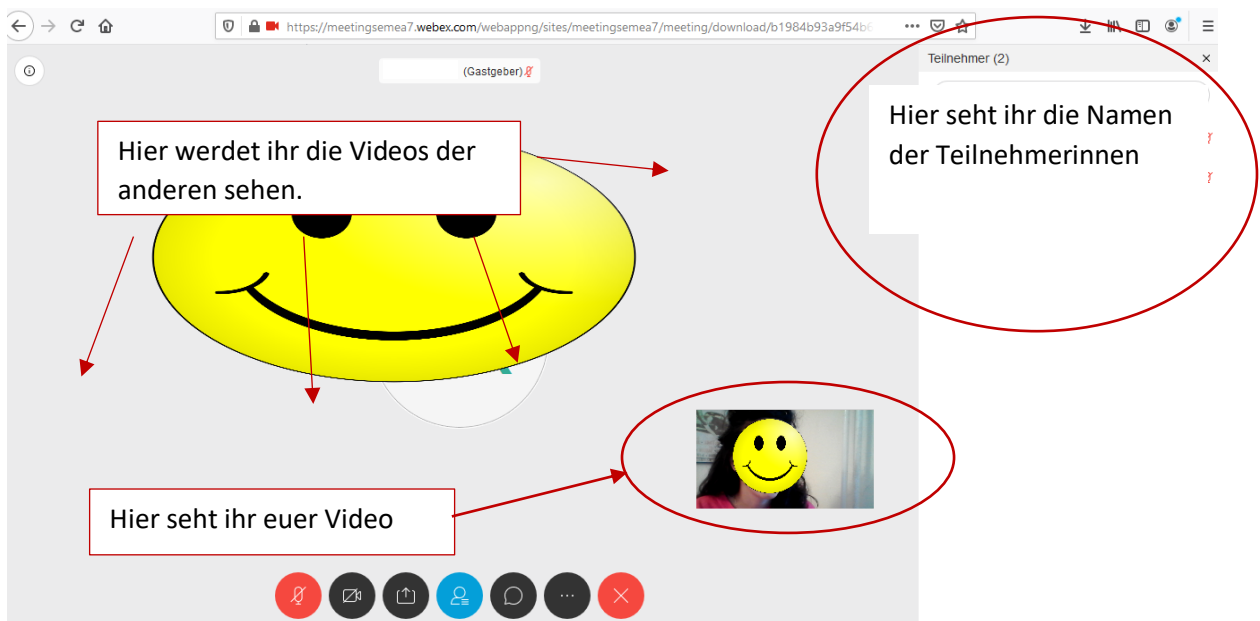 https://meetingsemea7.webex.com/webappng/sites/meetingsemea7/meeting/download/b1984b93a9f54b6
Teilnehmer (2)
(Gastgeber)
Hier seht ihr die Namen
der Teilnehmerinnen
Hier werdet ihr die Videos der
anderen sehen.
Hier seht ihr euer Video